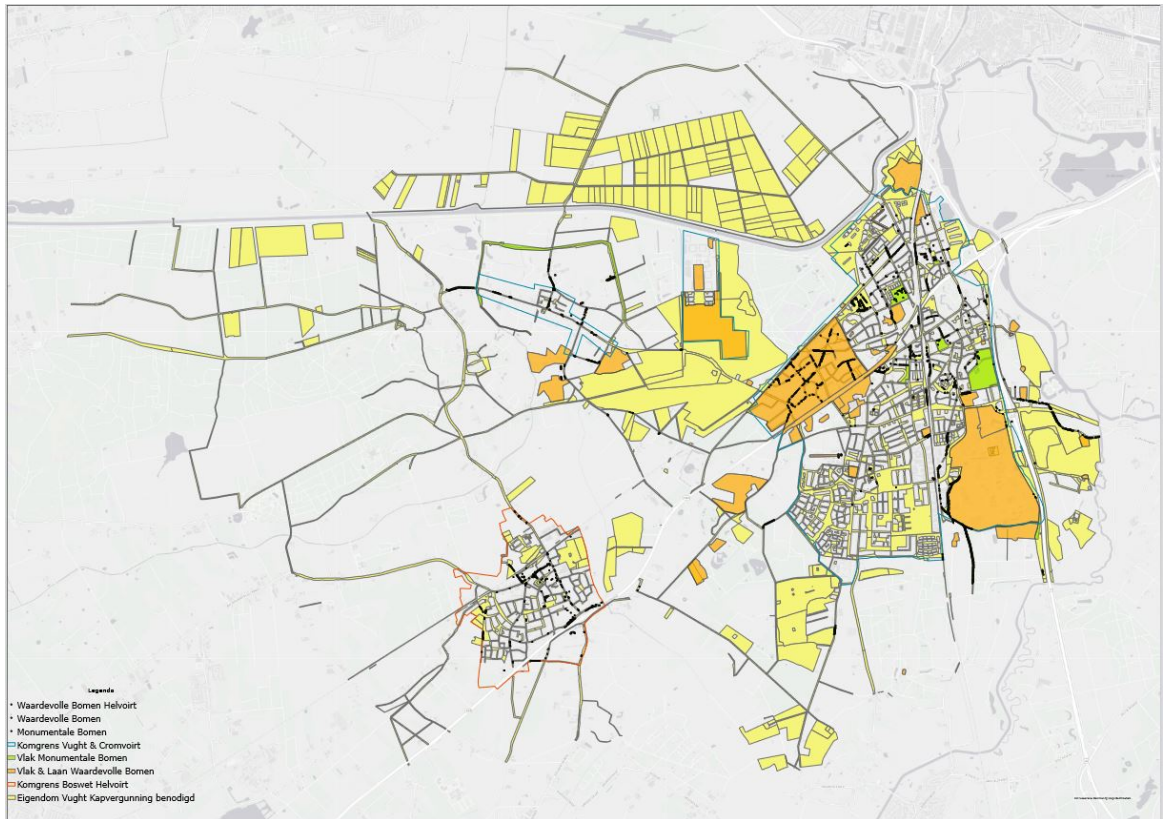 Legenda
Waardevolle Bomen Helvoirt
Waardevolle Bomen
Monumentale Bomen
Komgrens Vught & Cromvoirt
Vlak Monumentale Bomen
Vlak & Laan Waardevolle Bomen
Komgrens Boswet Helvoirt
Eigendom Vught Kapvergunning benodigd